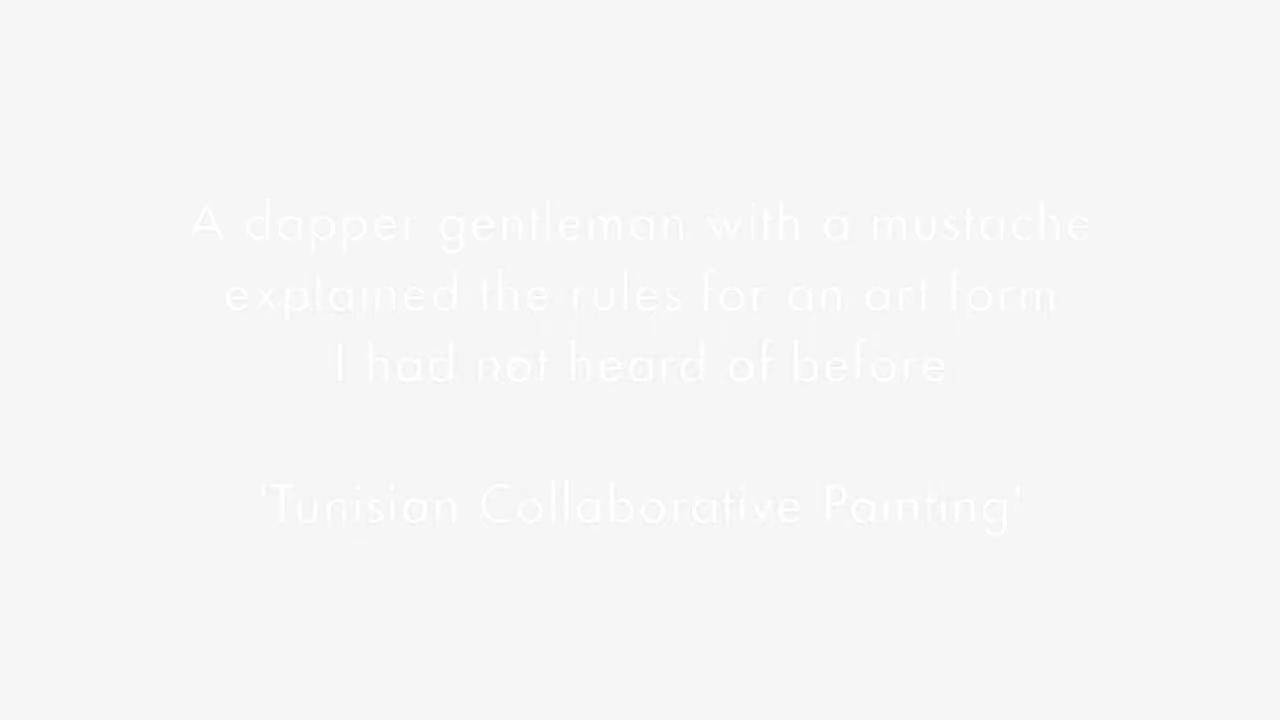 A dapper gentleman with a mustache
explained the rules for an art form
I had not heard of before
'Tunisian Collaborative Painting'